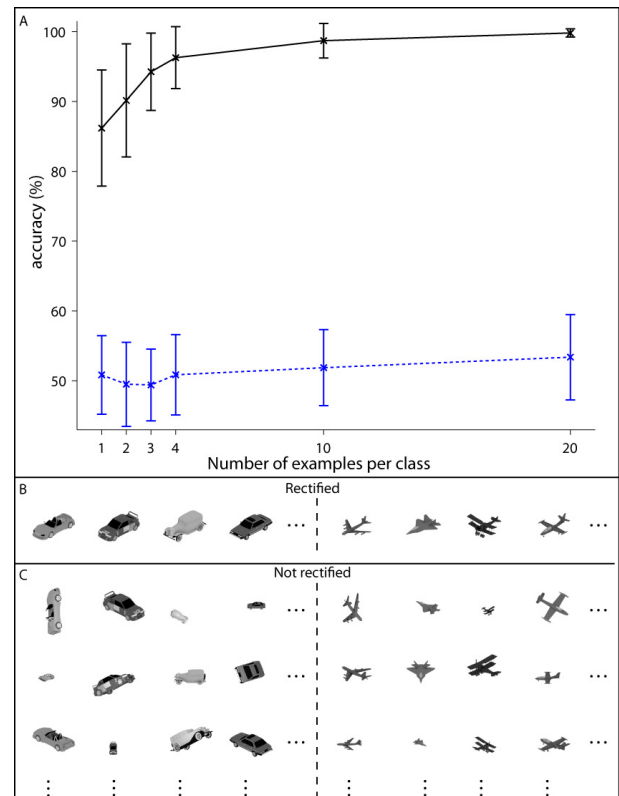 A
100
90
80
70
60
50
accuracy (%)
1 2 3 4 10 20
Number of examples per class
B
Rectified
C
Not rectified